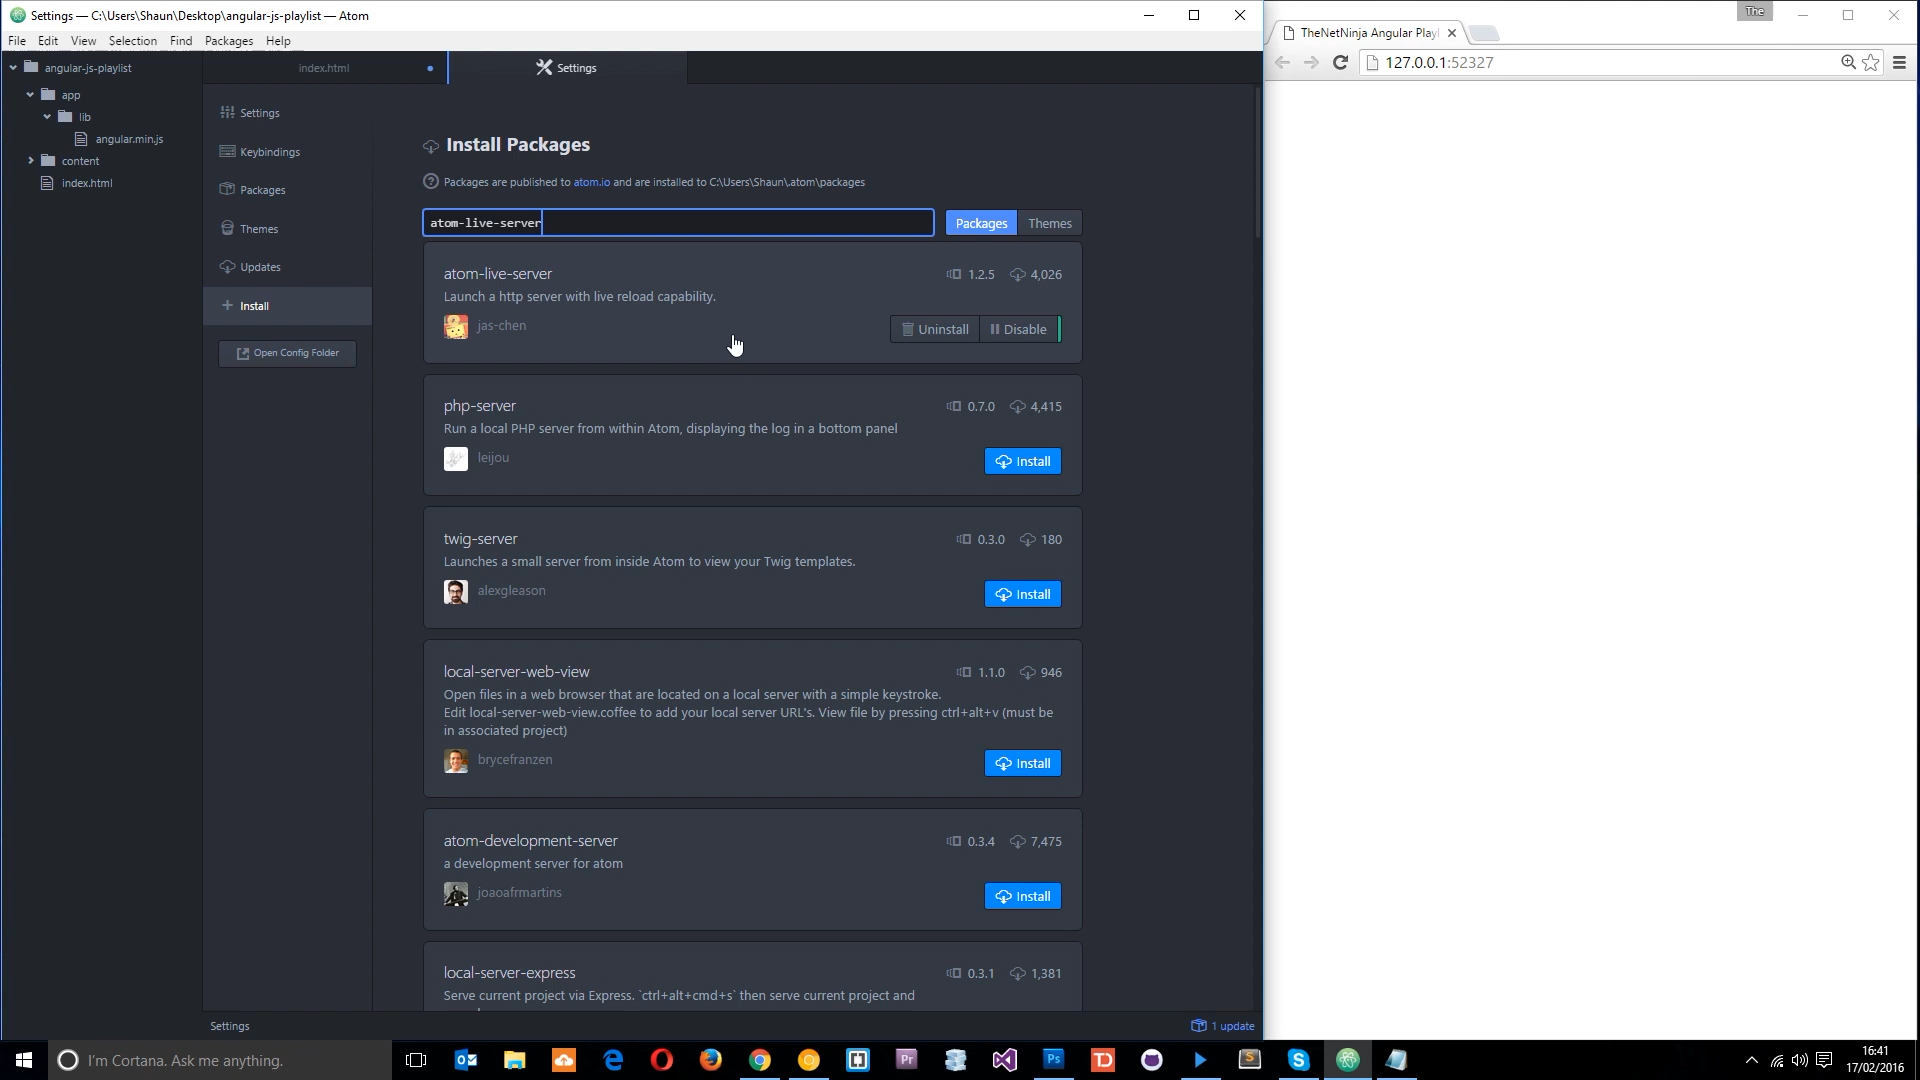 Settings — C:\Users\Shaun\Desktop\angular-js-playlist — Atom
File Edit View Selection Find Packages Help
angular-js-playlist
app
lib
angular.min.js
content
index.html
index.html
Settings
Settings
Keybindings
Packages
Themes
Updates
Install
Open Config Folder
Install Packages
Packages are published to atom.io and are installed to C:\Users\Shaun\.atom\packages
atom-live-server
Packages Themes
atom-live-server 1.2.5 4,026
Launch a http server with live reload capability.
jas-chen Uninstall Disable
php-server 0.7.0 4,415
Run a local PHP server from within Atom, displaying the log in a bottom panel
leijou Install
twig-server 0.3.0 180
Launches a small server from inside Atom to view your Twig templates.
alexgleason Install
local-server-web-view 1.1.0 946
Open files in a web browser that are located on a local server with a simple keystroke.
Edit local-server-web-view.coffee to add your local server URL's. View file by pressing ctrl+alt+v (must be
in associated project)
brycefranzen Install
atom-development-server 0.3.4 7,475
a development server for atom
joaoafrmartins Install
local-server-express 0.3.1 1,381
Serve current project via Express. `ctrl+alt+cmd+s` then serve current project and
Settings
1 update
The
TheNetNinja Angular Playl
127.0.0.1:52327
I'm Cortana. Ask me anything.
16:41
17/02/2016